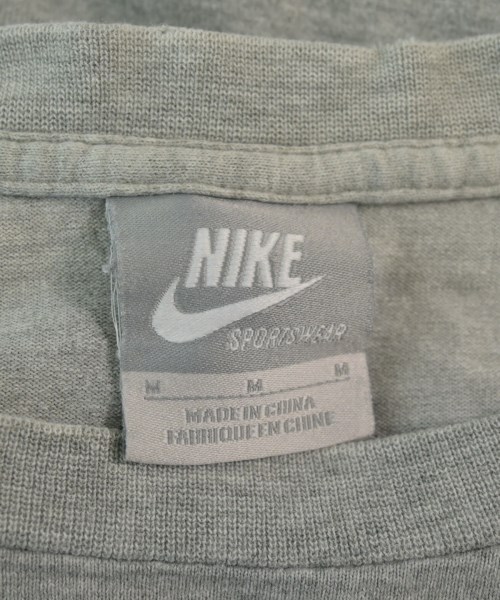 NIKE
SPORTSWEAR
M M M
MADE IN CHINA
FABRIQUE EN CHINE